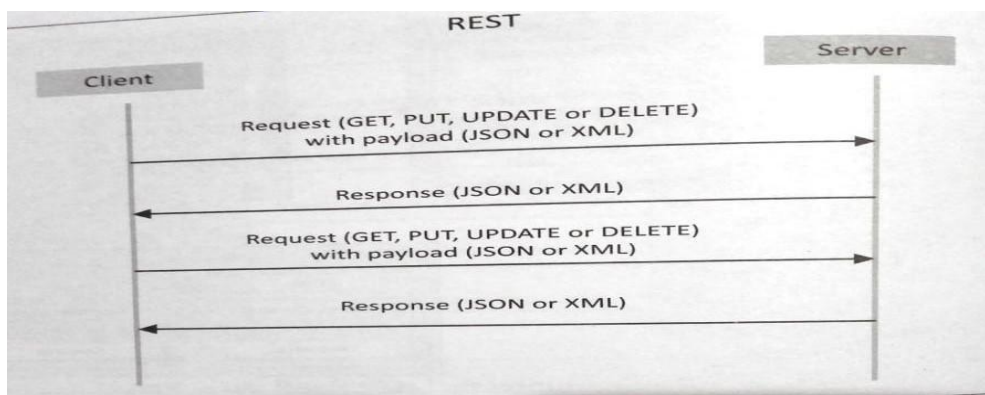 REST
Client
Server
Request (GET, PUT, UPDATE or DELETE)
with payload (JSON or XML)
Response (JSON or XML)
Request (GET, PUT, UPDATE or DELETE)
with payload (JSON or XML)
Response (JSON or XML)